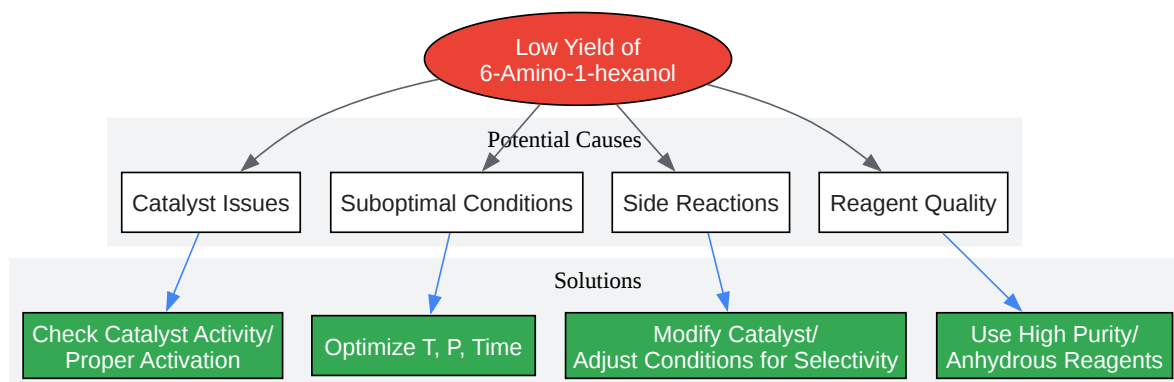 Low Yield of
6-Amino-1-hexanol
Potential Causes
Catalyst Issues
Suboptimal Conditions
Side Reactions
Reagent Quality
Solutions
Check Catalyst Activity/
Proper Activation
Optimize T, P, Time
Modify Catalyst/
Adjust Conditions for Selectivity
Use High Purity/
Anhydrous Reagents